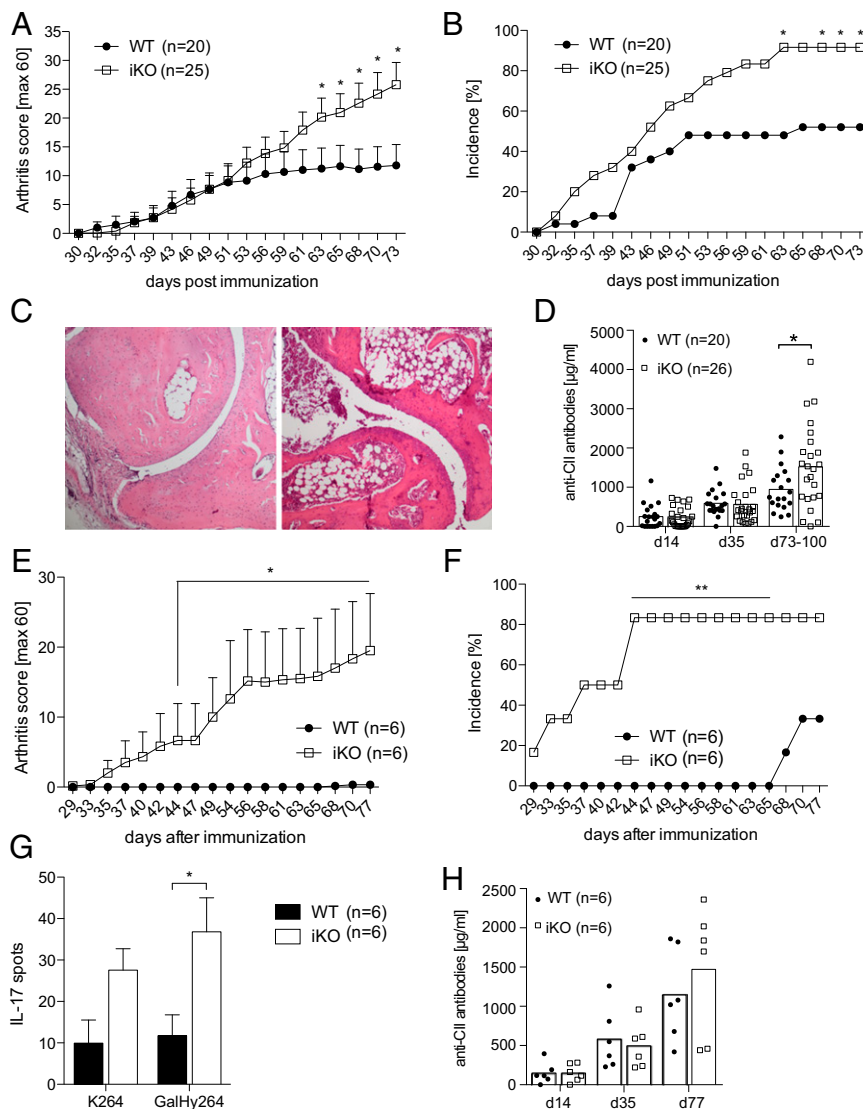 A
WT (n=20)
iKO (n=25)
Arthritis score [max 60]
35
30
25
20
15
10
5
0
* * * * *
30 32 35 37 39 43 46 49 51 53 56 59 61 63 65 68 70 73
days post immunization
B
WT (n=20)
iKO (n=25)
Incidence [%]
100
80
60
40
20
0
* * * *
30 32 35 37 39 43 46 49 51 53 56 59 61 63 65 68 70 73
days post immunization
C
D
WT (n=20)
iKO (n=26)
anti-CII antibodies [µg/ml]
5000
4000
3000
2000
1000
0
*
d14 d35 d73-100
E
Arthritis score [max 60]
30
20
10
0
*
WT (n=6)
iKO (n=6)
29 33 35 37 40 42 44 47 49 54 56 58 61 63 65 68 70 77
days after immunization
F
Incidence [%]
100
80
60
40
20
0
**
WT (n=6)
iKO (n=6)
29 33 35 37 40 42 44 47 49 54 56 58 61 63 65 68 70 77
days after immunization
G
IL-17 spots
50
40
30
20
10
0
*
WT (n=6)
iKO (n=6)
K264 GalHy264
H
WT (n=6)
iKO (n=6)
anti-CII antibodies [µg/ml]
2500
2000
1500
1000
500
0
d14 d35 d77